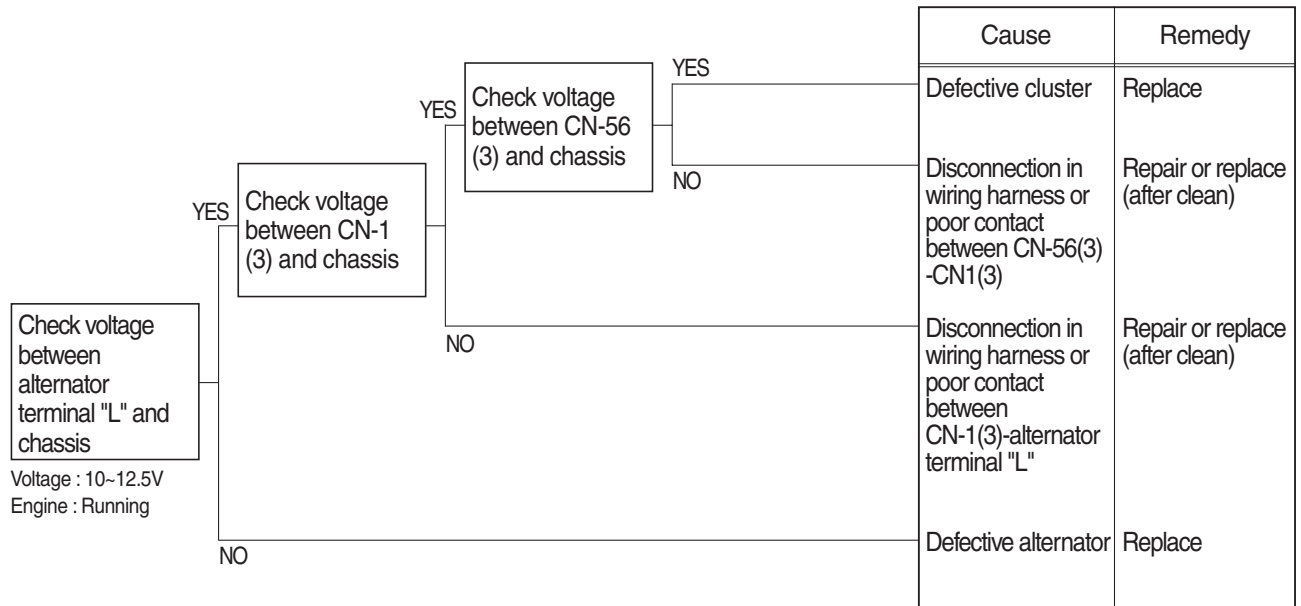 Cause
Remedy
YES
Check voltage
between CN-56
(3) and chassis
Defective cluster
Replace
YES
NO
Disconnection in
wiring harness or
poor contact
between CN-56(3)
-CN1(3)
Repair or replace
(after clean)
YES
Check voltage
between CN-1
(3) and chassis
NO
Disconnection in
wiring harness or
poor contact
between
CN-1(3)-alternator
terminal "L"
Repair or replace
(after clean)
Check voltage
between
alternator
terminal "L" and
chassis
Voltage : 10~12.5V
Engine : Running
NO
Defective alternator
Replace